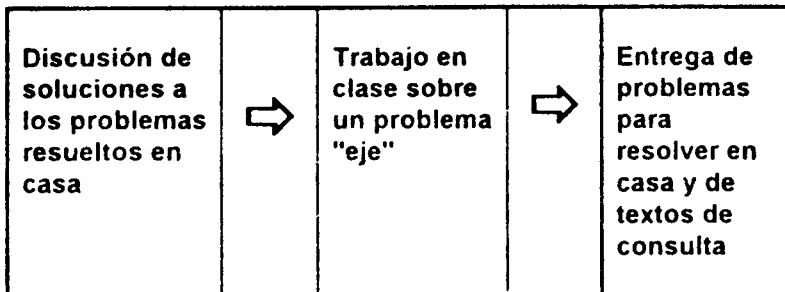 Discusión de
soluciones a
los problemas
resueltos en
casa
Trabajo en
clase sobre
un problema
"eje"
Entrega de
problemas
para
resolver en
casa y de
textos de
consulta